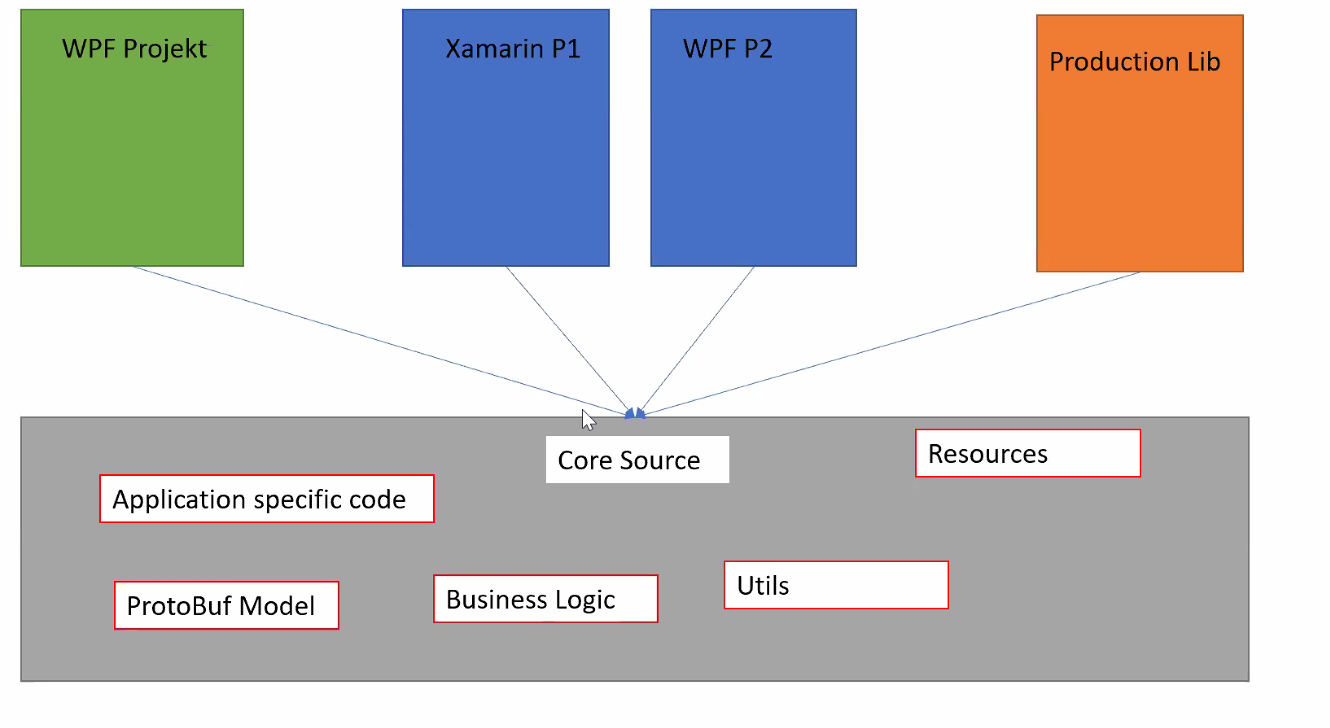 WPF Projekt
Xamarin P1
WPF P2
Production Lib
Core Source
Resources
Application specific code
ProtoBuf Model
Business Logic
Utils